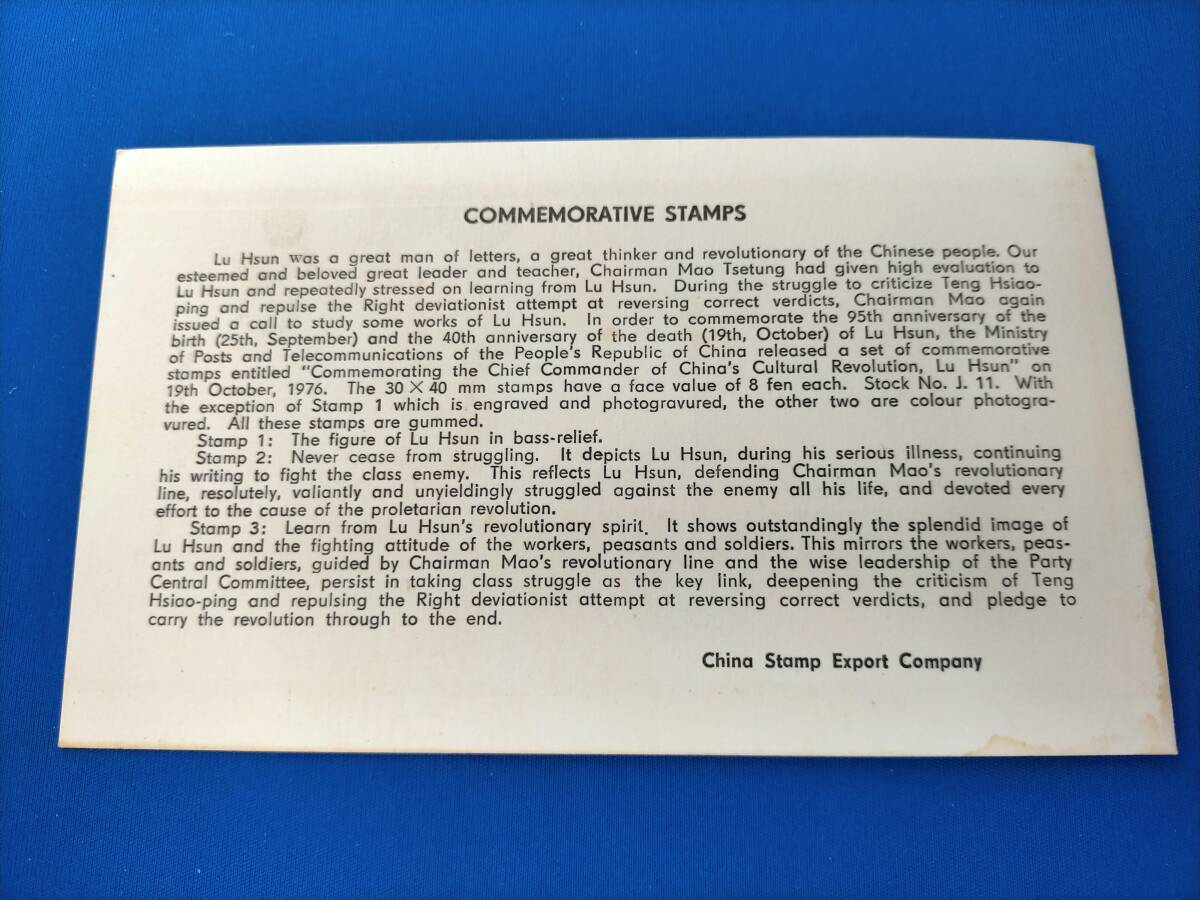 COMMEMORATIVE STAMPS
Lu Hsun was a great man of letters, a great thinker and revolutionary of the Chinese people. Our
esteemed and beloved great leader and teacher, Chairman Mao Tsetung had given high evaluation to
Lu Hsun and repeatedly stressed on learning from Lu Hsun. During the struggle to criticize Teng Hsiao-
ping and repulse the Right deviationist attempt at reversing correct verdicts, Chairman Mao again
issued a call to study some works of Lu Hsun. In order to commemorate the 95th anniversary of the
birth (25th, September) and the 40th anniversary of the death (19th, October) of Lu Hsun, the Ministry
of Posts and Telecommunications of the People's Republic of China released a set of commemorative
stamps entitled "Commemorating the Chief Commander of China's Cultural Revolution, Lu Hsun" on
19th October, 1976. The 30 × 40 mm stamps have a face value of 8 fen each. Stock No. J. 11. With
the exception of Stamp 1 which is engraved and photogravured, the other two are colour photogra-
vured. All these stamps are gummed.
Stamp 1: The figure of Lu Hsun in bass-relief.
Stamp 2: Never cease from struggling. It depicts Lu Hsun, during his serious illness, continuing
his writing to fight the class enemy. This reflects Lu Hsun, defending Chairman Mao's revolutionary
line, resolutely, valiantly and unyieldingly struggled against the enemy all his life, and devoted every
effort to the cause of the proletarian revolution.
Stamp 3: Learn from Lu Hsun's revolutionary spirit. It shows outstandingly the splendid image of
Lu Hsun and the fighting attitude of the workers, peasants and soldiers. This mirrors the workers, peas-
ants and soldiers, guided by Chairman Mao's revolutionary line and the wise leadership of the Party
Central Committee, persist in taking class struggle as the key link, deepening the criticism of Teng
Hsiao-ping and repulsing the Right deviationist attempt at reversing correct verdicts, and pledge to
carry the revolution through to the end.
China Stamp Export Company